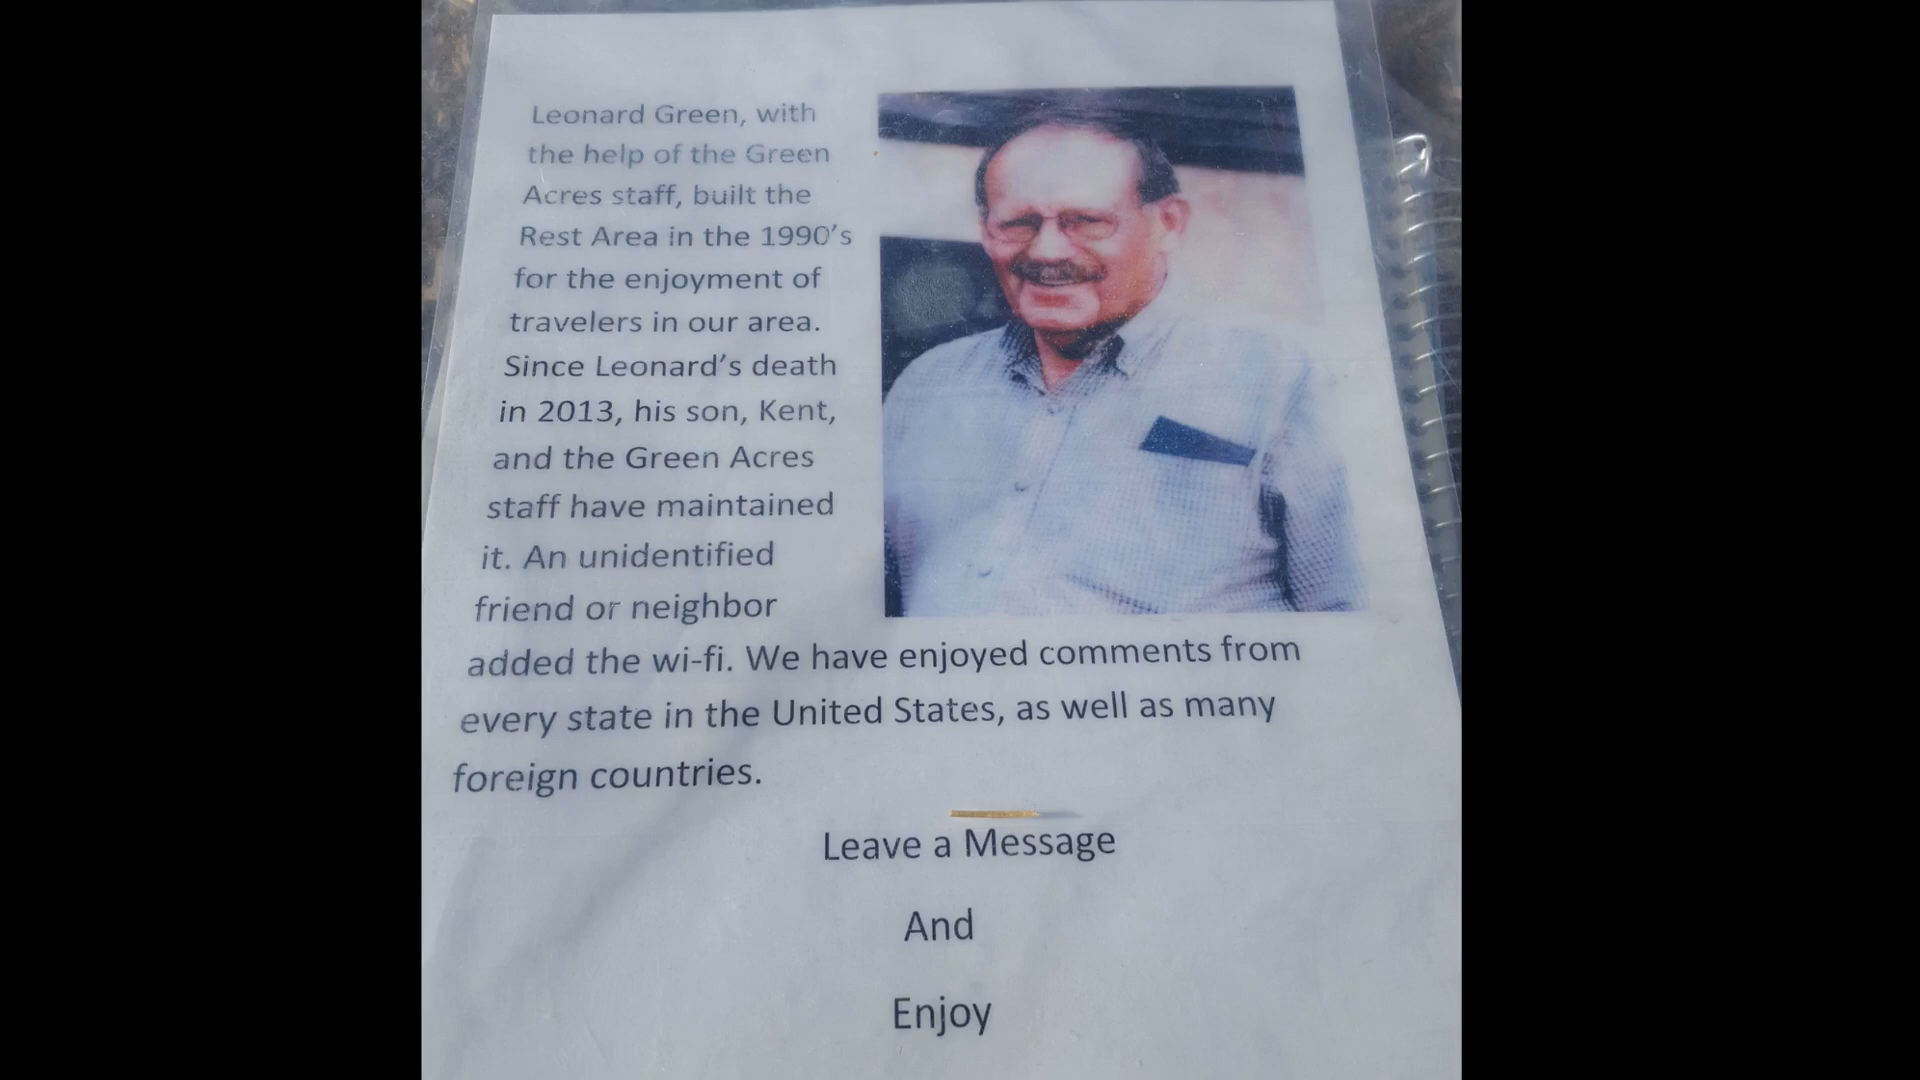 Leonard Green, with
the help of the Green
Acres staff, built the
Rest Area in the 1990's
for the enjoyment of
travelers in our area.
Since Leonard's death
in 2013, his son, Kent,
and the Green Acres
staff have maintained
it. An unidentified
friend or neighbor
added the wi-fi. We have enjoyed comments from
every state in the United States, as well as many
foreign countries.
Leave a Message
And
Enjoy